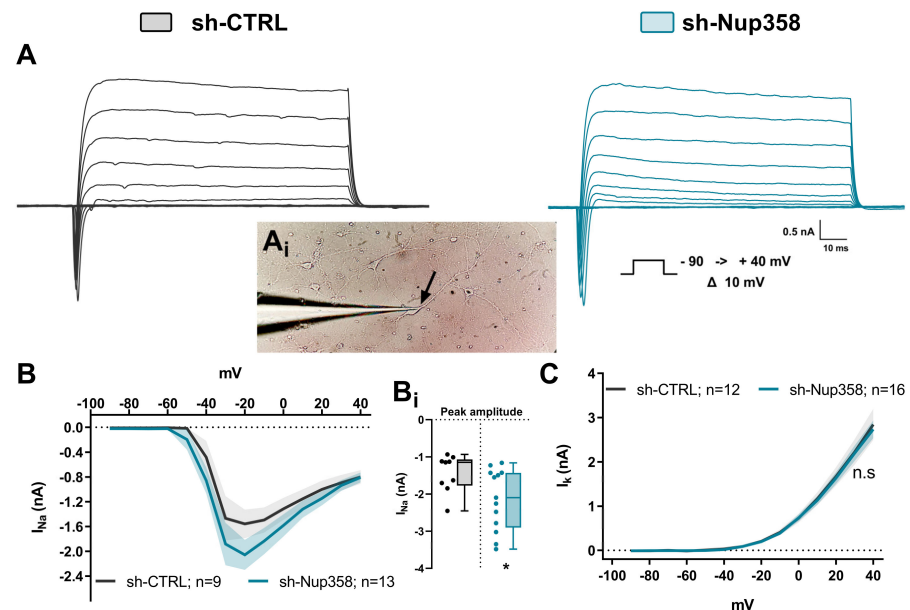 sh-CTRL
sh-Nup358
A
0.5 nA
10 ms
- 90 -> + 40 mV
Δ 10 mV
Ai
B
mV
-100 -80 -60 -40 -20 0 20 40
0.0
-0.4
-0.8
-1.2
-1.6
-2.0
-2.4
INa (nA)
sh-CTRL; n=9
sh-Nup358; n=13
Bi
Peak amplitude
0
-1
-2
-3
-4
INa (nA)
*
C
sh-CTRL; n=12
sh-Nup358; n=16
4
3
2
1
0
Ik (nA)
n.s
-100 -80 -60 -40 -20 0 20 40
mV